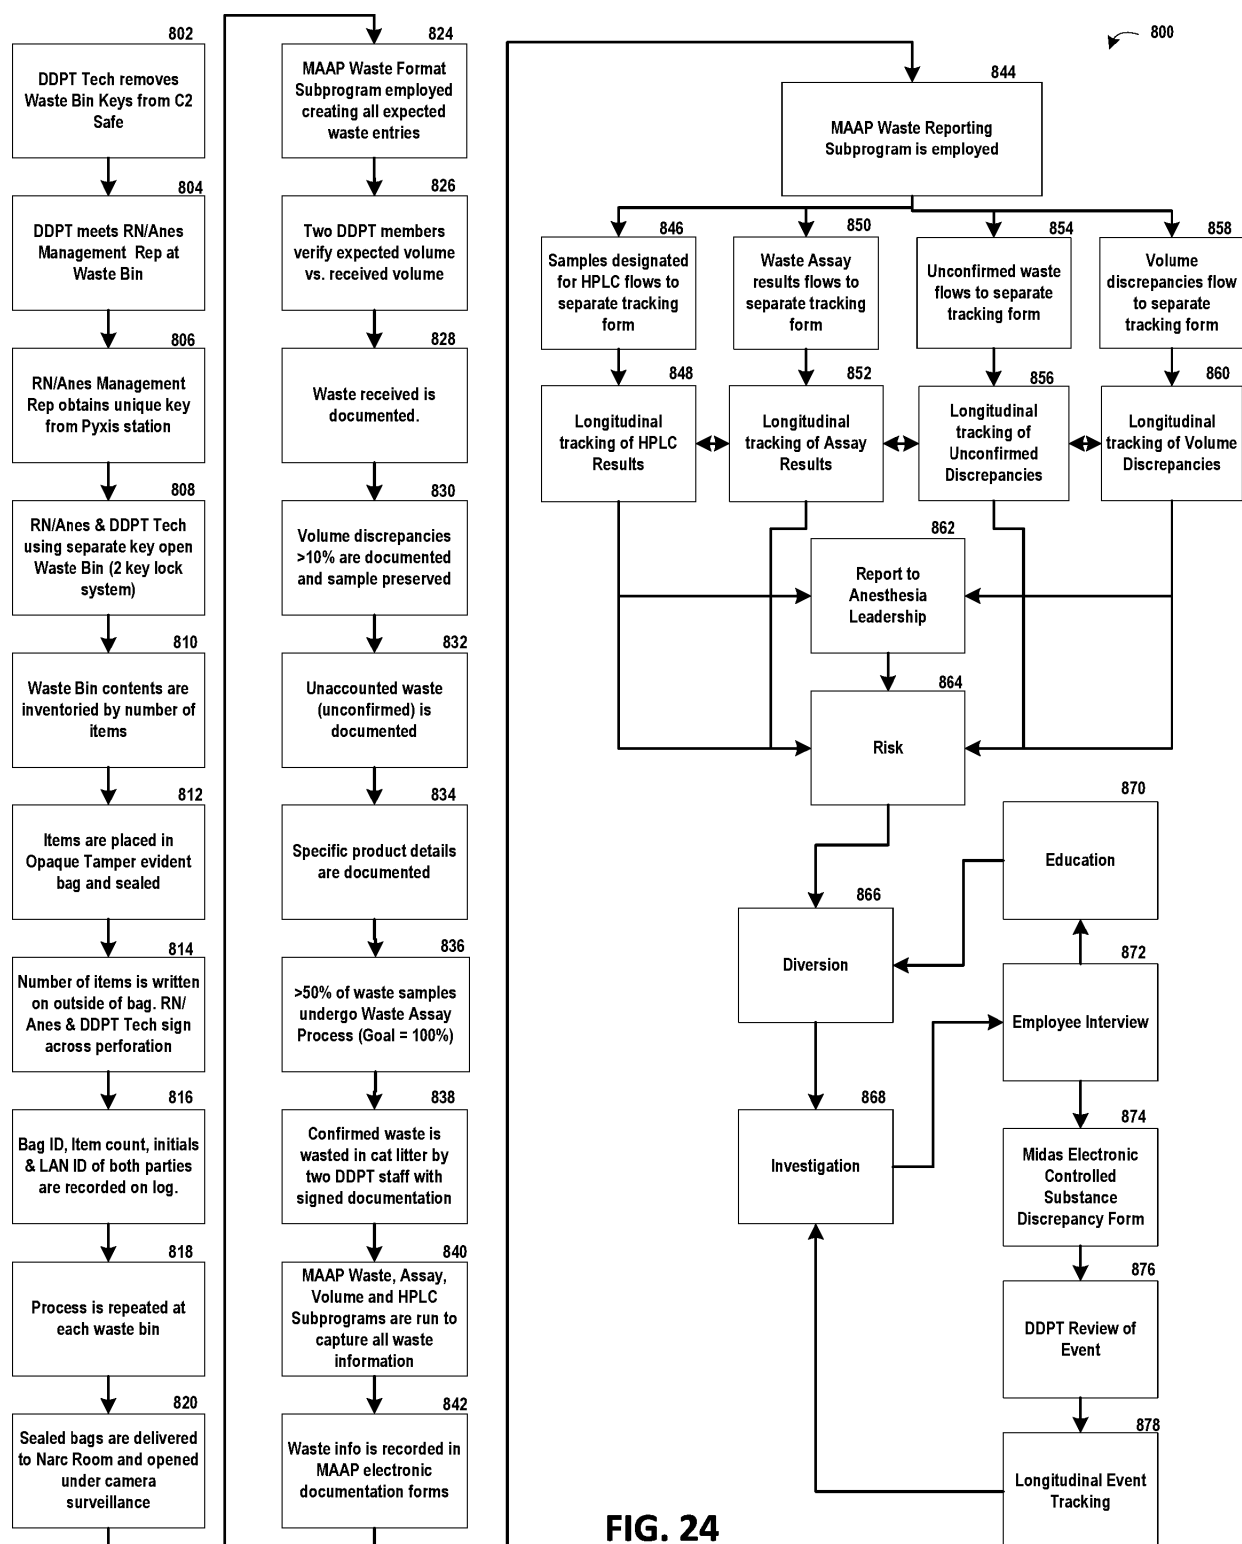 802
DDPT Tech removes
Waste Bin Keys from C2
Safe
804
DDPT meets RN/Anes
Management Rep at
Waste Bin
806
RN/Anes Management
Rep obtains unique key
from Pyxis station
808
RN/Anes & DDPT Tech
using separate key open
Waste Bin (2 key lock
system)
810
Waste Bin contents are
inventoried by number of
items
812
Items are placed in
Opaque Tamper evident
bag and sealed
814
Number of items is written
on outside of bag. RN/
Anes & DDPT Tech sign
across perforation
816
Bag ID, Item count, initials
& LAN ID of both parties
are recorded on log.
818
Process is repeated at
each waste bin
820
Sealed bags are delivered
to Narc Room and opened
under camera
surveillance
824
MAAP Waste Format
Subprogram employed
creating all expected
waste entries
826
Two DDPT members
verify expected volume
vs. received volume
828
Waste received is
documented.
830
Volume discrepancies
>10% are documented
and sample preserved
832
Unaccounted waste
(unconfirmed) is
documented
834
Specific product details
are documented
836
>50% of waste samples
undergo Waste Assay
Process (Goal = 100%)
838
Confirmed waste is
wasted in cat litter by
two DDPT staff with
signed documentation
840
MAAP Waste, Assay,
Volume and HPLC
Subprograms are run to
capture all waste
information
842
Waste info is recorded in
MAAP electronic
documentation forms
800
844
MAAP Waste Reporting
Subprogram is employed
846
Samples designated
for HPLC flows to
separate tracking
form
850
Waste Assay
results flows to
separate tracking
form
854
Unconfirmed waste
flows to separate
tracking form
858
Volume
discrepancies flow
to separate
tracking form
848
Longitudinal
tracking of HPLC
Results
852
Longitudinal
tracking of Assay
Results
856
Longitudinal
tracking of
Unconfirmed
Discrepancies
860
Longitudinal
tracking of Volume
Discrepancies
862
Report to
Anesthesia
Leadership
864
Risk
866
Diversion
868
Investigation
870
Education
872
Employee Interview
874
Midas Electronic
Controlled
Substance
Discrepancy Form
876
DDPT Review of
Event
878
Longitudinal Event
Tracking
FIG. 24